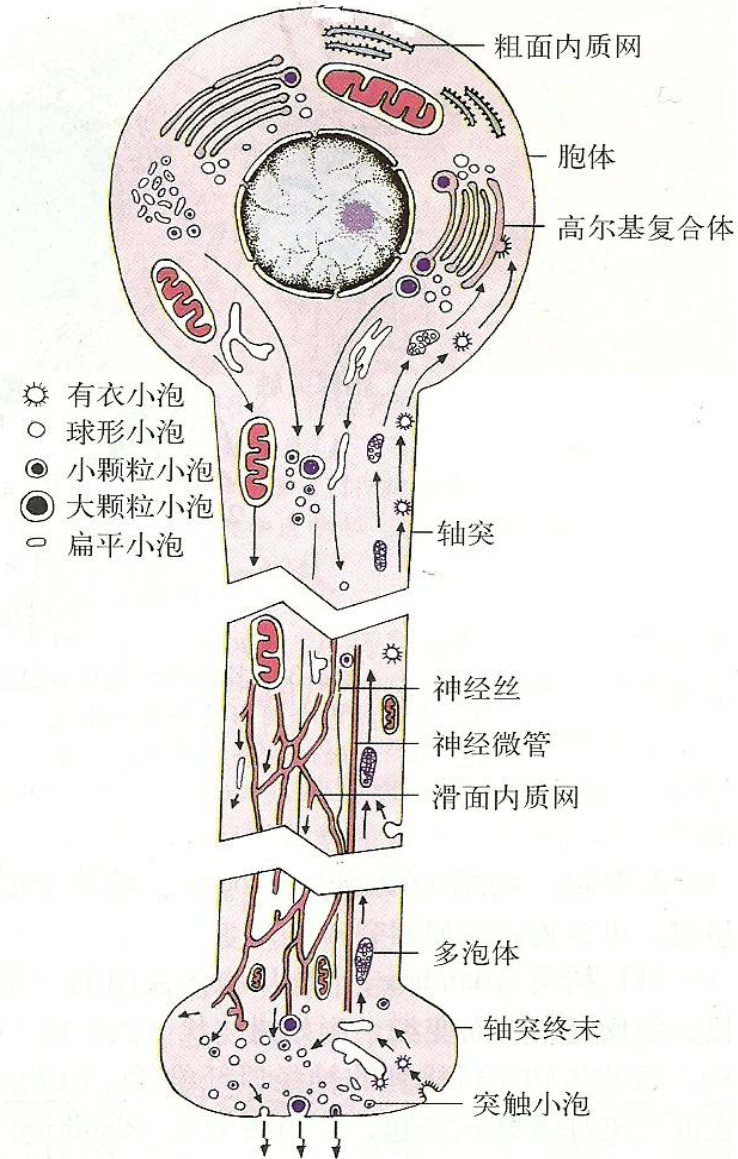 粗面内质网
胞体
高尔基复合体
有衣小泡
球形小泡
小颗粒小泡
大颗粒小泡
扁平小泡
轴突
神经丝
神经微管
滑面内质网
多泡体
轴突终末
突触小泡